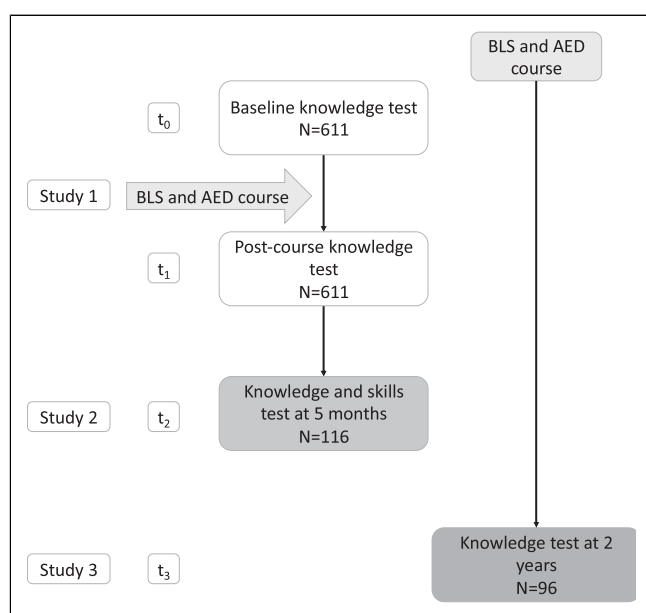 BLS and AED
course
t₀
Baseline knowledge test
N=611
Study 1
BLS and AED course
t₁
Post-course knowledge
test
N=611
Study 2
t₂
Knowledge and skills
test at 5 months
N=116
Study 3
t₃
Knowledge test at 2
years
N=96